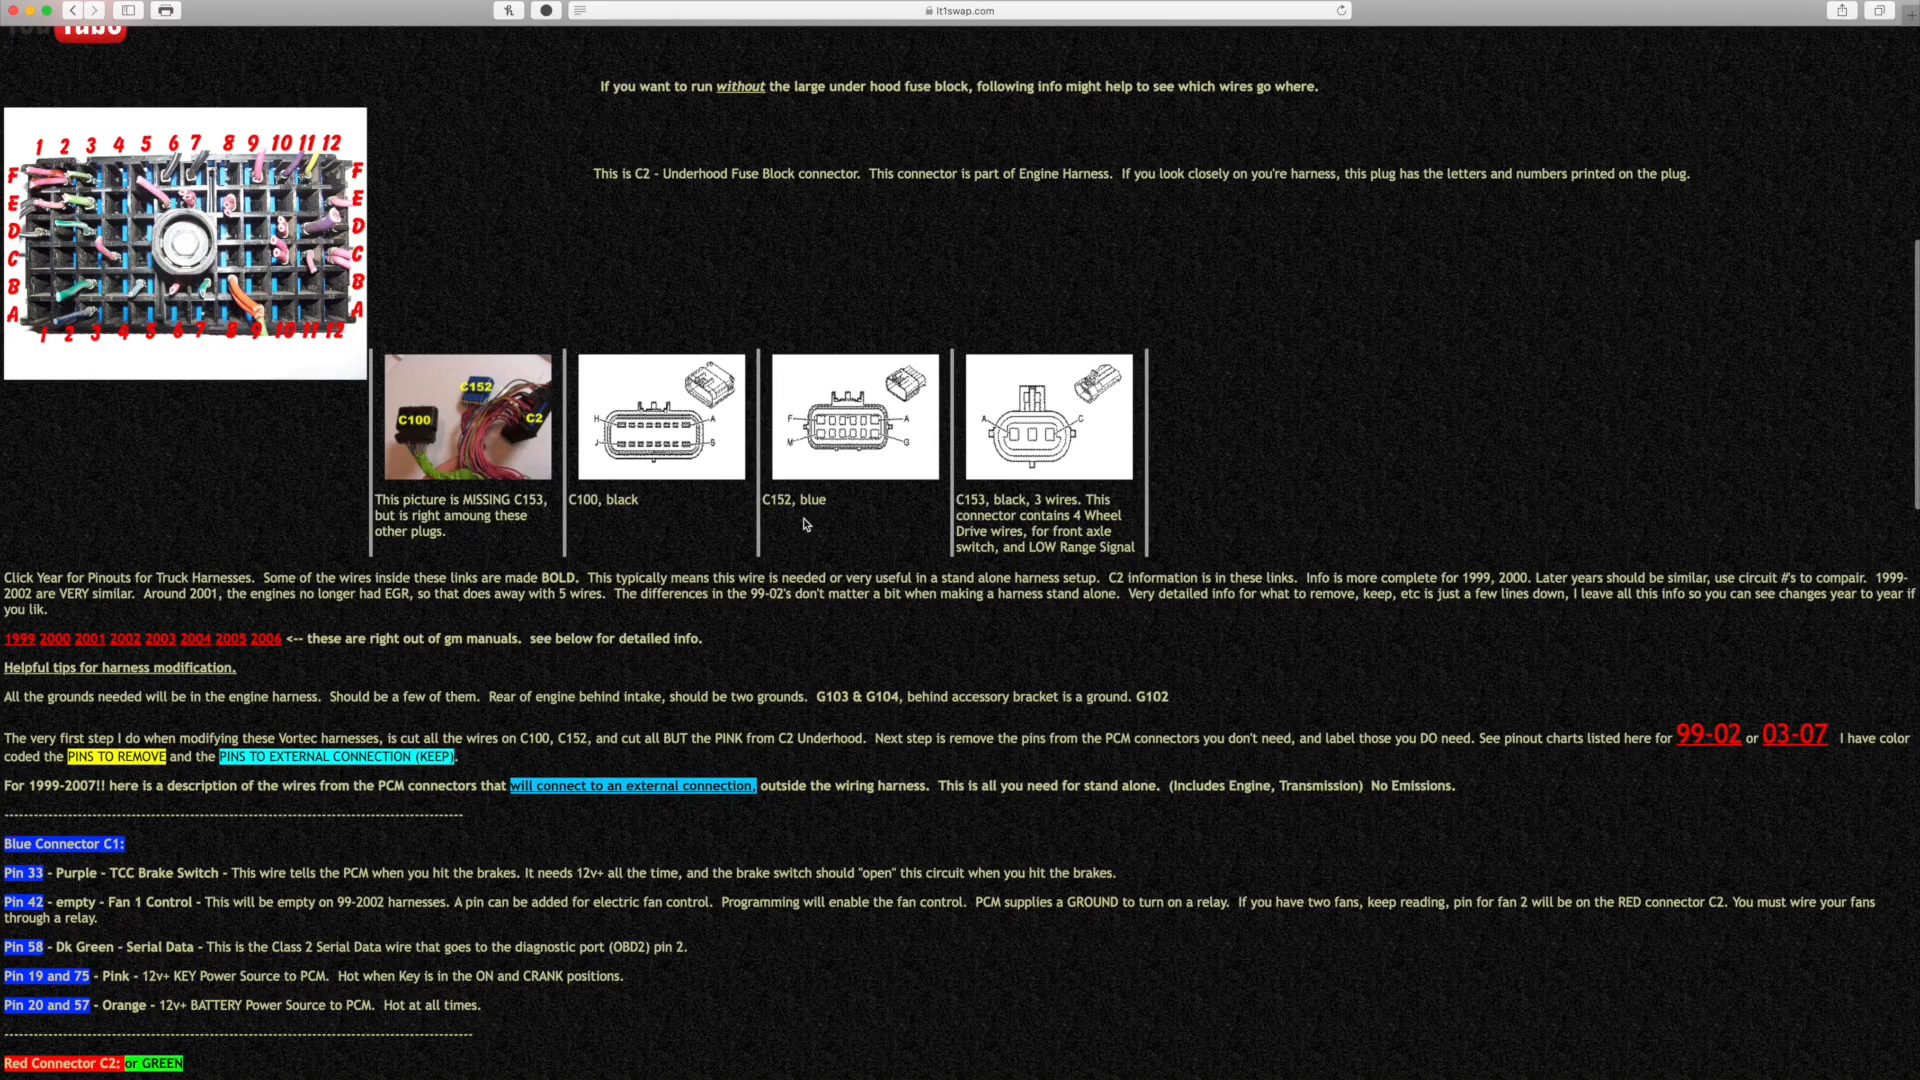 lt1swap.com
You Tube
If you want to run without the large under hood fuse block, following info might help to see which wires go where.
This is C2 - Underhood Fuse Block connector. This connector is part of Engine Harness. If you look closely on you're harness, this plug has the letters and numbers printed on the plug.
1 2 3 4 5 6 7 8 9 10 11 12
F F
E E
D D
C C
B B
A A
1 2 3 4 5 6 7 8 9 10 11 12
C152
C100 C2
H A
J S
F A
M G
A C
This picture is MISSING C153,
but is right amoung these
other plugs.
C100, black
C152, blue
C153, black, 3 wires. This
connector contains 4 Wheel
Drive wires, for front axle
switch, and LOW Range Signal
Click Year for Pinouts for Truck Harnesses. Some of the wires inside these links are made BOLD. This typically means this wire is needed or very useful in a stand alone harness setup. C2 information is in these links. Info is more complete for 1999, 2000. Later years should be similar, use circuit #'s to compair. 1999-
2002 are VERY similar. Around 2001, the engines no longer had EGR, so that does away with 5 wires. The differences in the 99-02's don't matter a bit when making a harness stand alone. Very detailed info for what to remove, keep, etc is just a few lines down, I leave all this info so you can see changes year to year if
you lik.
1999 2000 2001 2002 2003 2004 2005 2006 <-- these are right out of gm manuals. see below for detailed info.
Helpful tips for harness modification.
All the grounds needed will be in the engine harness. Should be a few of them. Rear of engine behind intake, should be two grounds. G103 & G104, behind accessory bracket is a ground. G102
The very first step I do when modifying these Vortec harnesses, is cut all the wires on C100, C152, and cut all BUT the PINK from C2 Underhood. Next step is remove the pins from the PCM connectors you don't need, and label those you DO need. See pinout charts listed here for 99-02 or 03-07 I have color
coded the PINS TO REMOVE and the PINS TO EXTERNAL CONNECTION (KEEP).
For 1999-2007!! here is a description of the wires from the PCM connectors that will connect to an external connection, outside the wiring harness. This is all you need for stand alone. (Includes Engine, Transmission) No Emissions.
--------------------------------------------------------------------------------------------
Blue Connector C1:
Pin 33 - Purple - TCC Brake Switch - This wire tells the PCM when you hit the brakes. It needs 12v+ all the time, and the brake switch should "open" this circuit when you hit the brakes.
Pin 42 - empty - Fan 1 Control - This will be empty on 99-2002 harnesses. A pin can be added for electric fan control. Programming will enable the fan control. PCM supplies a GROUND to turn on a relay. If you have two fans, keep reading, pin for fan 2 will be on the RED connector C2. You must wire your fans
through a relay.
Pin 58 - Dk Green - Serial Data - This is the Class 2 Serial Data wire that goes to the diagnostic port (OBD2) pin 2.
Pin 19 and 75 - Pink - 12v+ KEY Power Source to PCM. Hot when Key is in the ON and CRANK positions.
Pin 20 and 57 - Orange - 12v+ BATTERY Power Source to PCM. Hot at all times.
----------------------------------------------------------------------------------------------
Red Connector C2: or GREEN